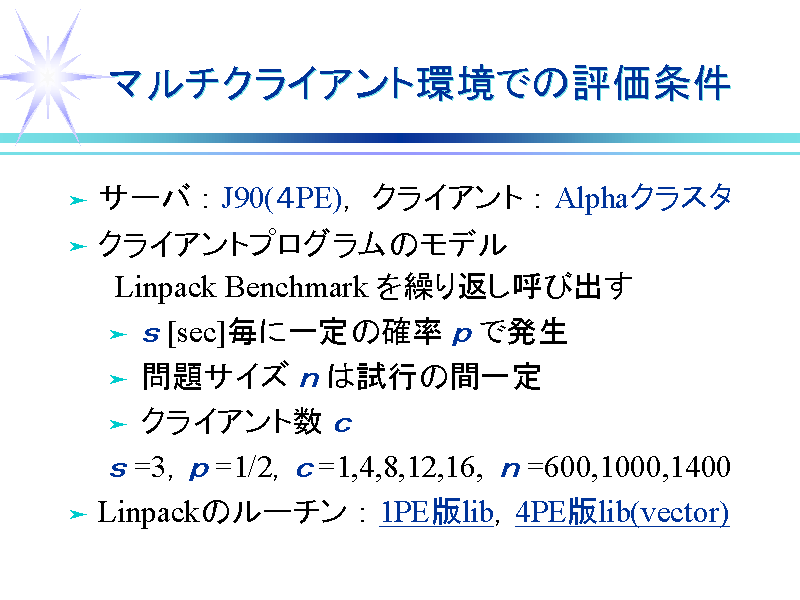 マルチクライアント環境での評価条件
サーバ：J90(４PE)， クライアント：Alphaクラスタ
クライアントプログラムのモデル
Linpack Benchmark を繰り返し呼び出す
ｓ [sec]毎に一定の確率 ｐ で発生
問題サイズ ｎ は試行の間一定
クライアント数 ｃ
ｓ =3，ｐ =1/2，ｃ =1,4,8,12,16, ｎ =600,1000,1400
Linpackのルーチン：1PE版lib，4PE版lib(vector)